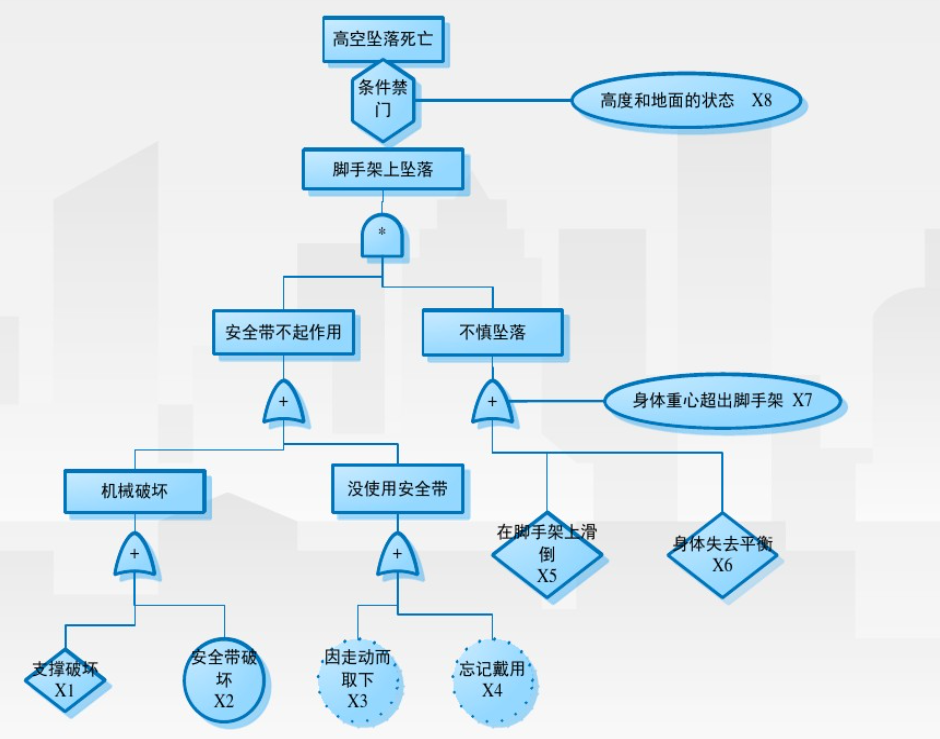 高空坠落死亡
条件禁
门
高度和地面的状态 X8
脚手架上坠落
*
安全带不起作用
不慎坠落
+
+
身体重心超出脚手架 X7
机械破坏
没使用安全带
在脚手架上滑
倒
X5
身体失去平衡
X6
+
+
支撑破坏
X1
安全带破
坏
X2
因走动而
取下
X3
忘记戴用
X4